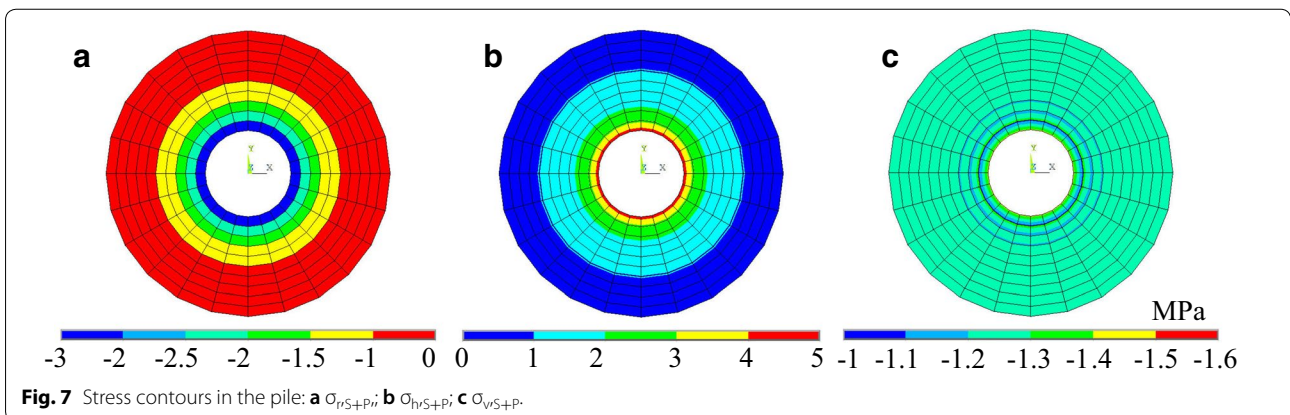 a b c
Y Z X Y Z X Y Z X
MPa
-3 -2 -2.5 -2 -1.5 -1 0 0 1 2 3 4 5 -1 -1.1 -1.2 -1.3 -1.4 -1.5 -1.6
Fig. 7 Stress contours in the pile: a σr,S+P,; b σh,S+P; c σv,S+P.